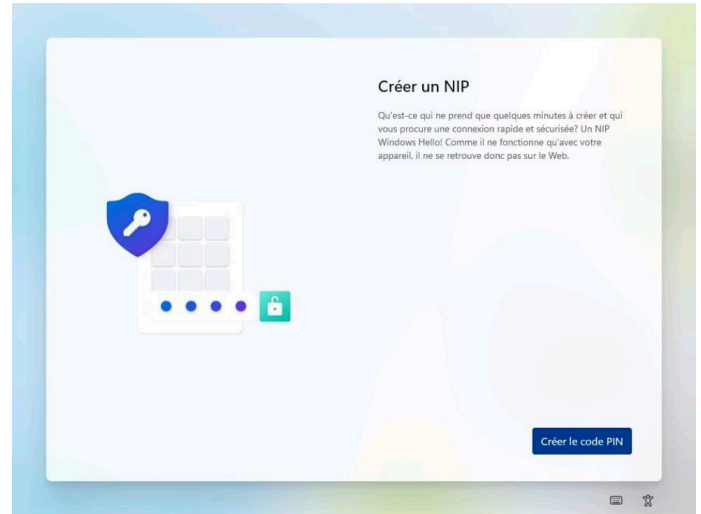 Créer un NIP
Qu'est-ce qui ne prend que quelques minutes à créer et qui
vous procure une connexion rapide et sécurisée? Un NIP
Windows Hello! Comme il ne fonctionne qu'avec votre
appareil, il ne se retrouve donc pas sur le Web.
Créer le code PIN